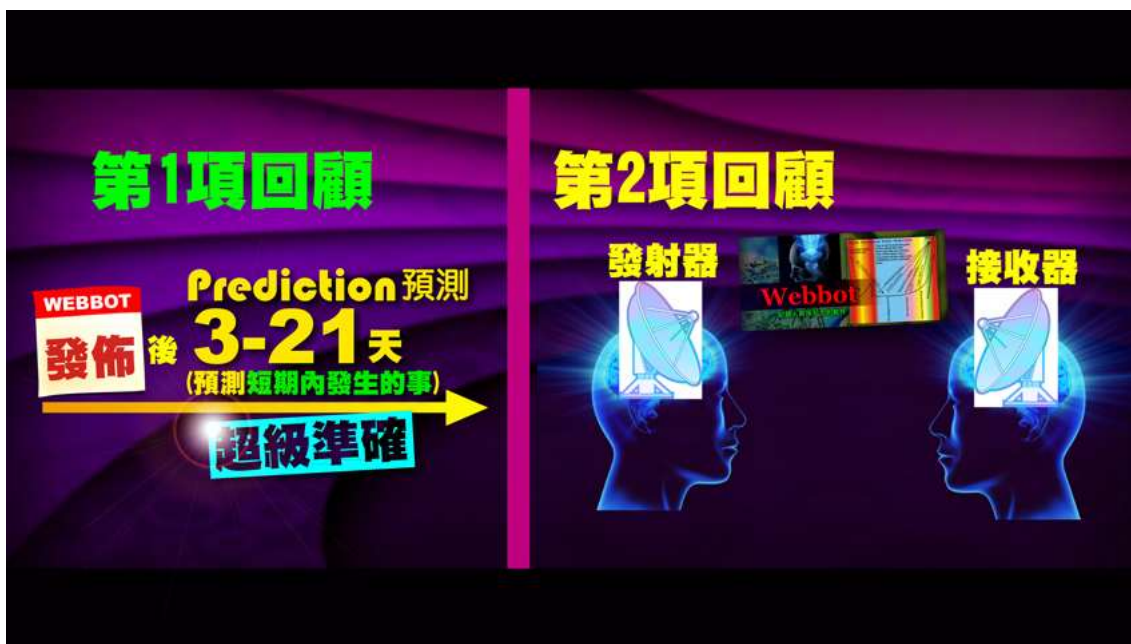 第1項回顧
WEBBOT
發佈
後
Prediction預測
3-21天
(預測短期內發生的事)
超級準確
第2項回顧
發射器
Webbot
接收器